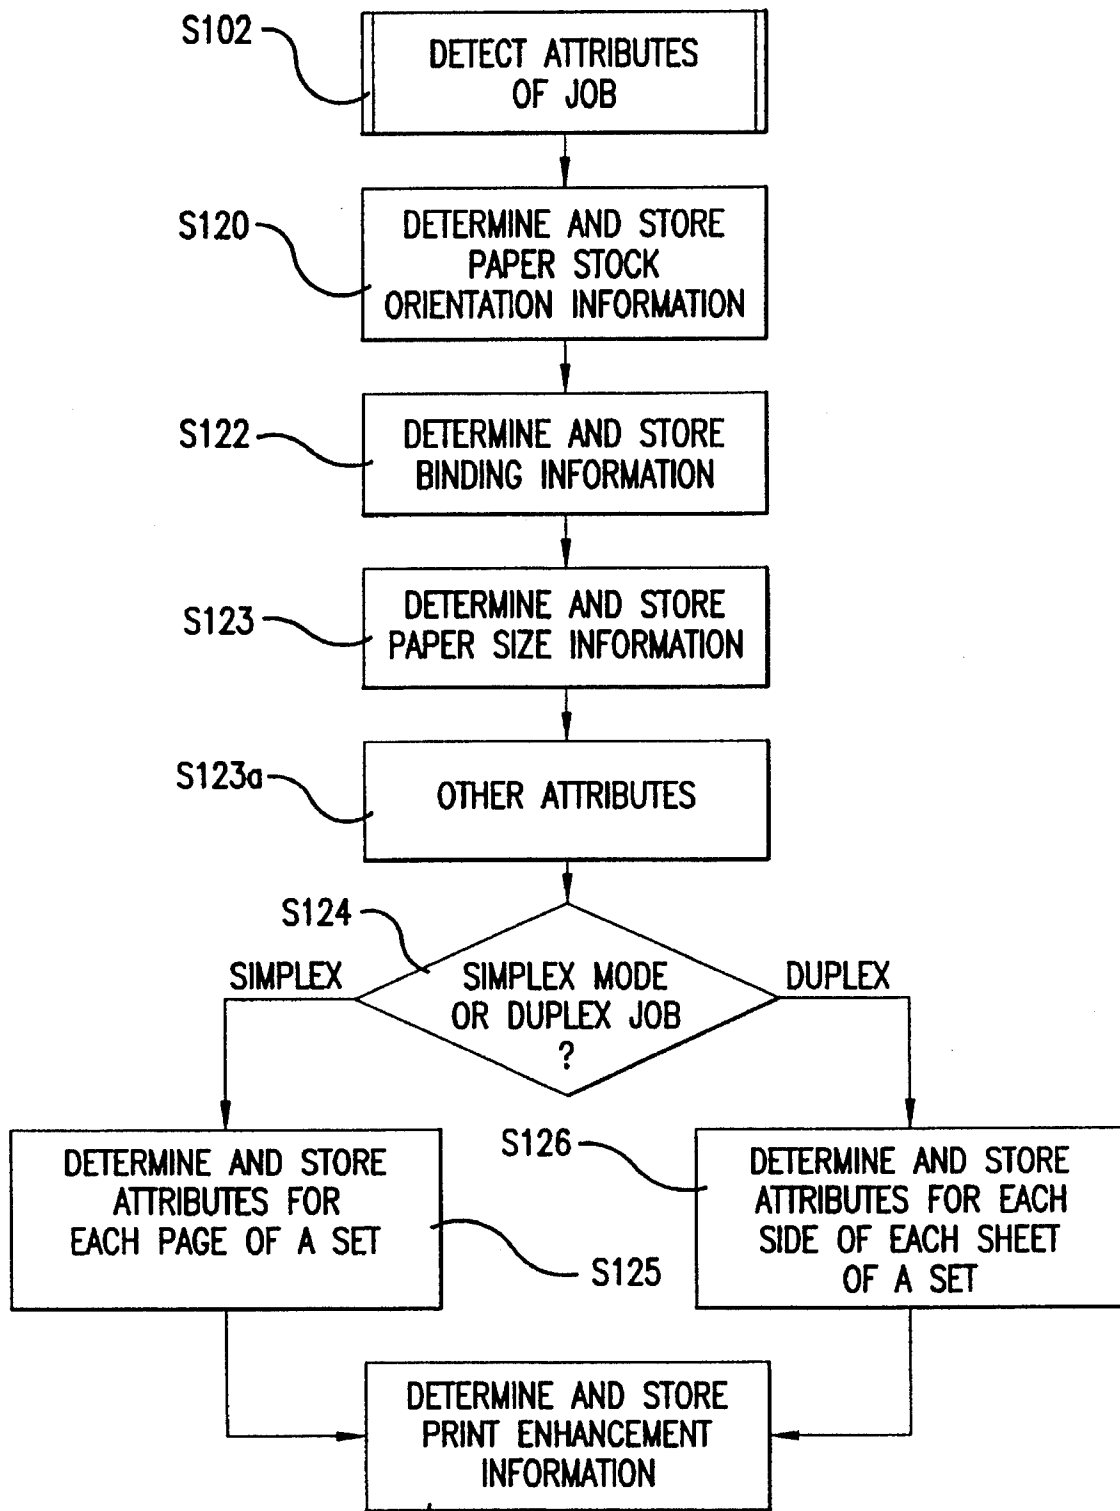 S102
DETECT ATTRIBUTES
OF JOB
S120
DETERMINE AND STORE
PAPER STOCK
ORIENTATION INFORMATION
S122
DETERMINE AND STORE
BINDING INFORMATION
S123
DETERMINE AND STORE
PAPER SIZE INFORMATION
S123a
OTHER ATTRIBUTES
S124
SIMPLEX
SIMPLEX MODE
OR DUPLEX JOB
?
DUPLEX
DETERMINE AND STORE
ATTRIBUTES FOR
EACH PAGE OF A SET
S125
S126
DETERMINE AND STORE
ATTRIBUTES FOR EACH
SIDE OF EACH SHEET
OF A SET
DETERMINE AND STORE
PRINT ENHANCEMENT
INFORMATION